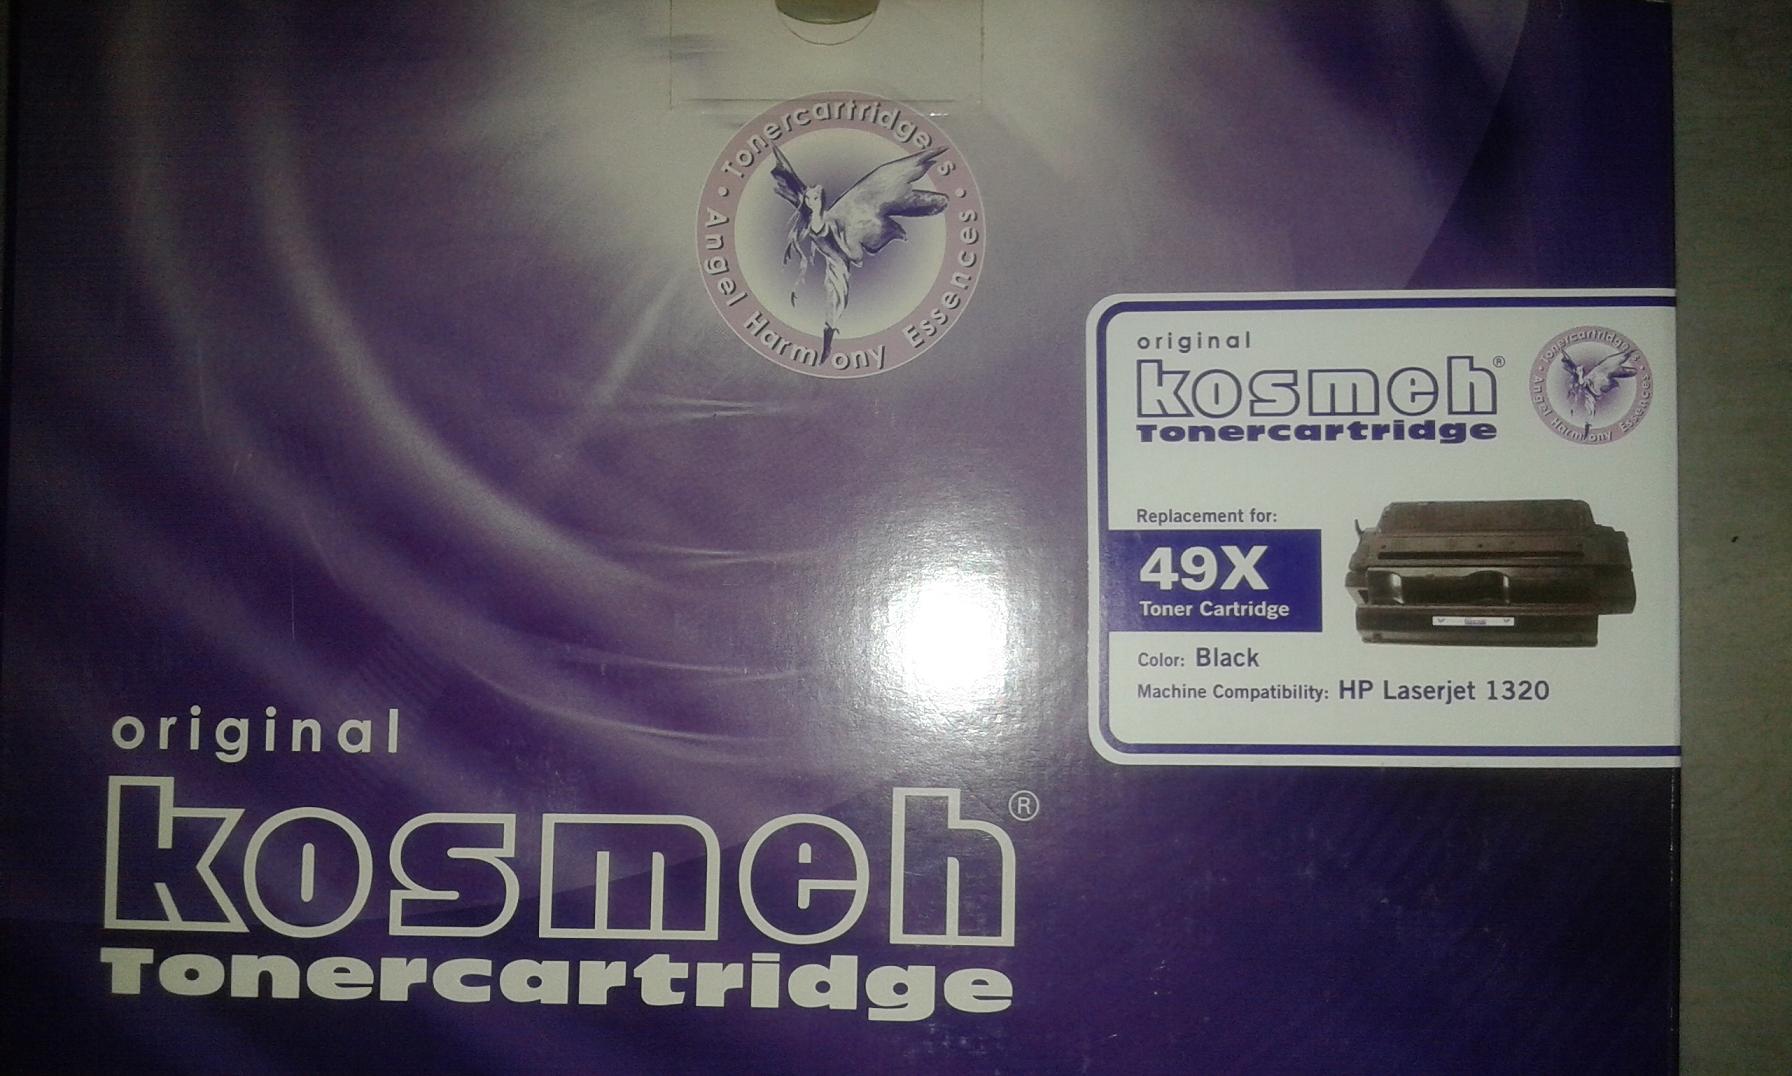 Tonercartridges
Angel Harmony Essences
original
kosmeh®
Tonercartridge
Tonercartridges
Angel Harmony Essences
Replacement for:
49X
Toner Cartridge
Color: Black
Machine Compatibility: HP Laserjet 1320
original
kosmeh®
Tonercartridge